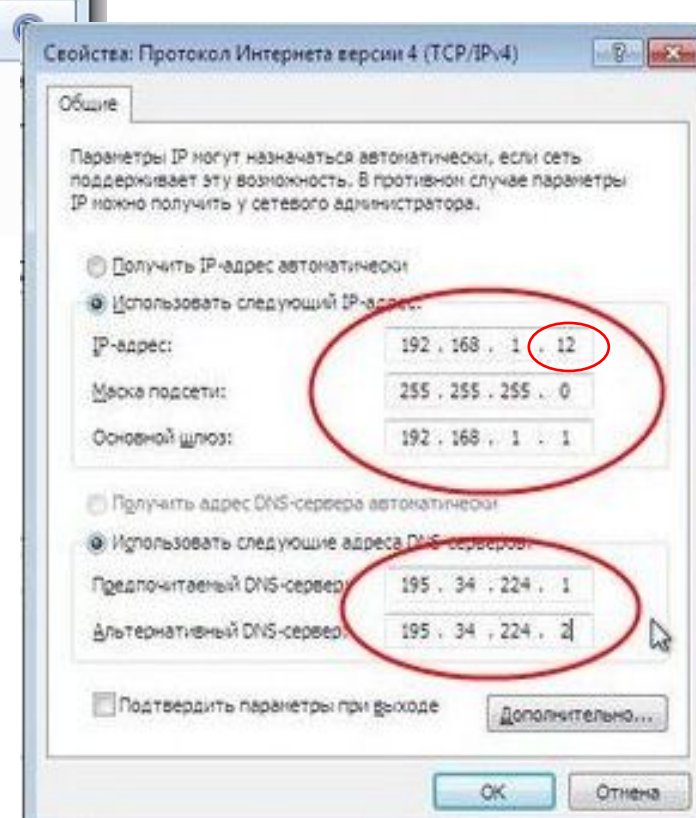 Свойства: Протокол Интернета версии 4 (TCP/IPv4)
Общие
Параметры IP могут назначаться автоматически, если сеть
поддерживает эту возможность. В противном случае параметры
IP можно получить у сетевого администратора.
Получить IP-адрес автоматически
Использовать следующий IP-адрес:
IP-адрес: 192 . 168 . 1 . 12
Маска подсети: 255 . 255 . 255 . 0
Основной шлюз: 192 . 168 . 1 . 1
Получить адрес DNS-сервера автоматически
Использовать следующие адреса DNS-серверов:
Предпочитаемый DNS-сервер: 195 . 34 . 224 . 1
Альтернативный DNS-сервер: 195 . 34 . 224 . 2
Подтвердить параметры при выходе
Дополнительно...
ОК Отмена